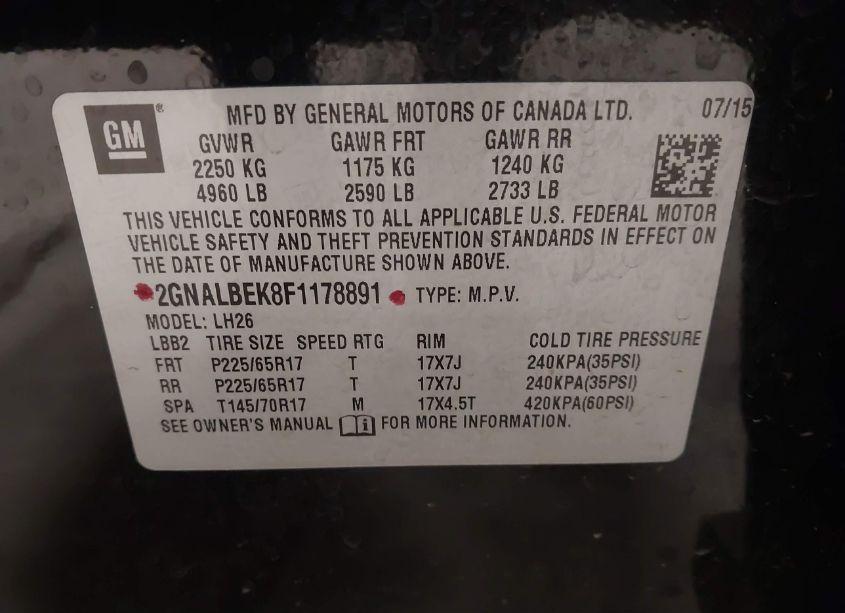 GM® MFD BY GENERAL MOTORS OF CANADA LTD. 07/15
GVWR GAWR FRT GAWR RR
2250 KG 1175 KG 1240 KG
4960 LB 2590 LB 2733 LB
THIS VEHICLE CONFORMS TO ALL APPLICABLE U.S. FEDERAL MOTOR
VEHICLE SAFETY AND THEFT PREVENTION STANDARDS IN EFFECT ON
THE DATE OF MANUFACTURE SHOWN ABOVE.
2GNALBEK8F1178891 TYPE: M.P.V.
MODEL: LH26
LBB2 TIRE SIZE SPEED RTG RIM COLD TIRE PRESSURE
FRT P225/65R17 T 17X7J 240KPA(35PSI)
RR P225/65R17 T 17X7J 240KPA(35PSI)
SPA T145/70R17 M 17X4.5T 420KPA(60PSI)
SEE OWNER'S MANUAL i FOR MORE INFORMATION.